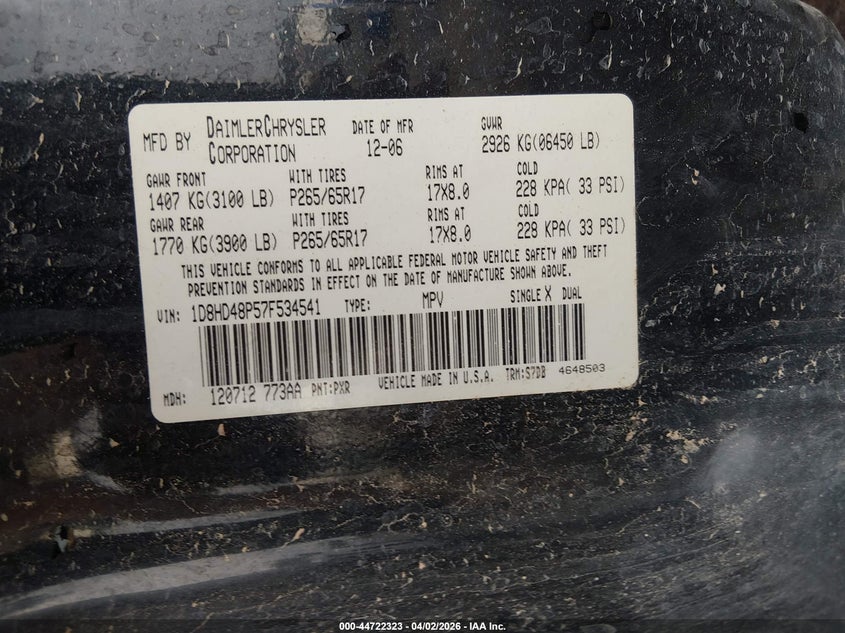 MFD BY DAIMLERCHRYSLER CORPORATION DATE OF MFR 12-06 GVWR 2926 KG(06450 LB)
GAWR FRONT WITH TIRES RIMS AT COLD
1407 KG(3100 LB) P265/65R17 17X8.0 228 KPA( 33 PSI)
GAWR REAR WITH TIRES RIMS AT COLD
1770 KG(3900 LB) P265/65R17 17X8.0 228 KPA( 33 PSI)
THIS VEHICLE CONFORMS TO ALL APPLICABLE FEDERAL MOTOR VEHICLE SAFETY AND THEFT
PREVENTION STANDARDS IN EFFECT ON THE DATE OF MANUFACTURE SHOWN ABOVE.
VIN: 1D8HD48P57F534541 TYPE: MPV SINGLE X DUAL
MDH: 120712 773AA PNT:PXR VEHICLE MADE IN U.S.A. TRM:S7DB 4648503
000-44722323 - 04/02/2026 - IAA Inc.